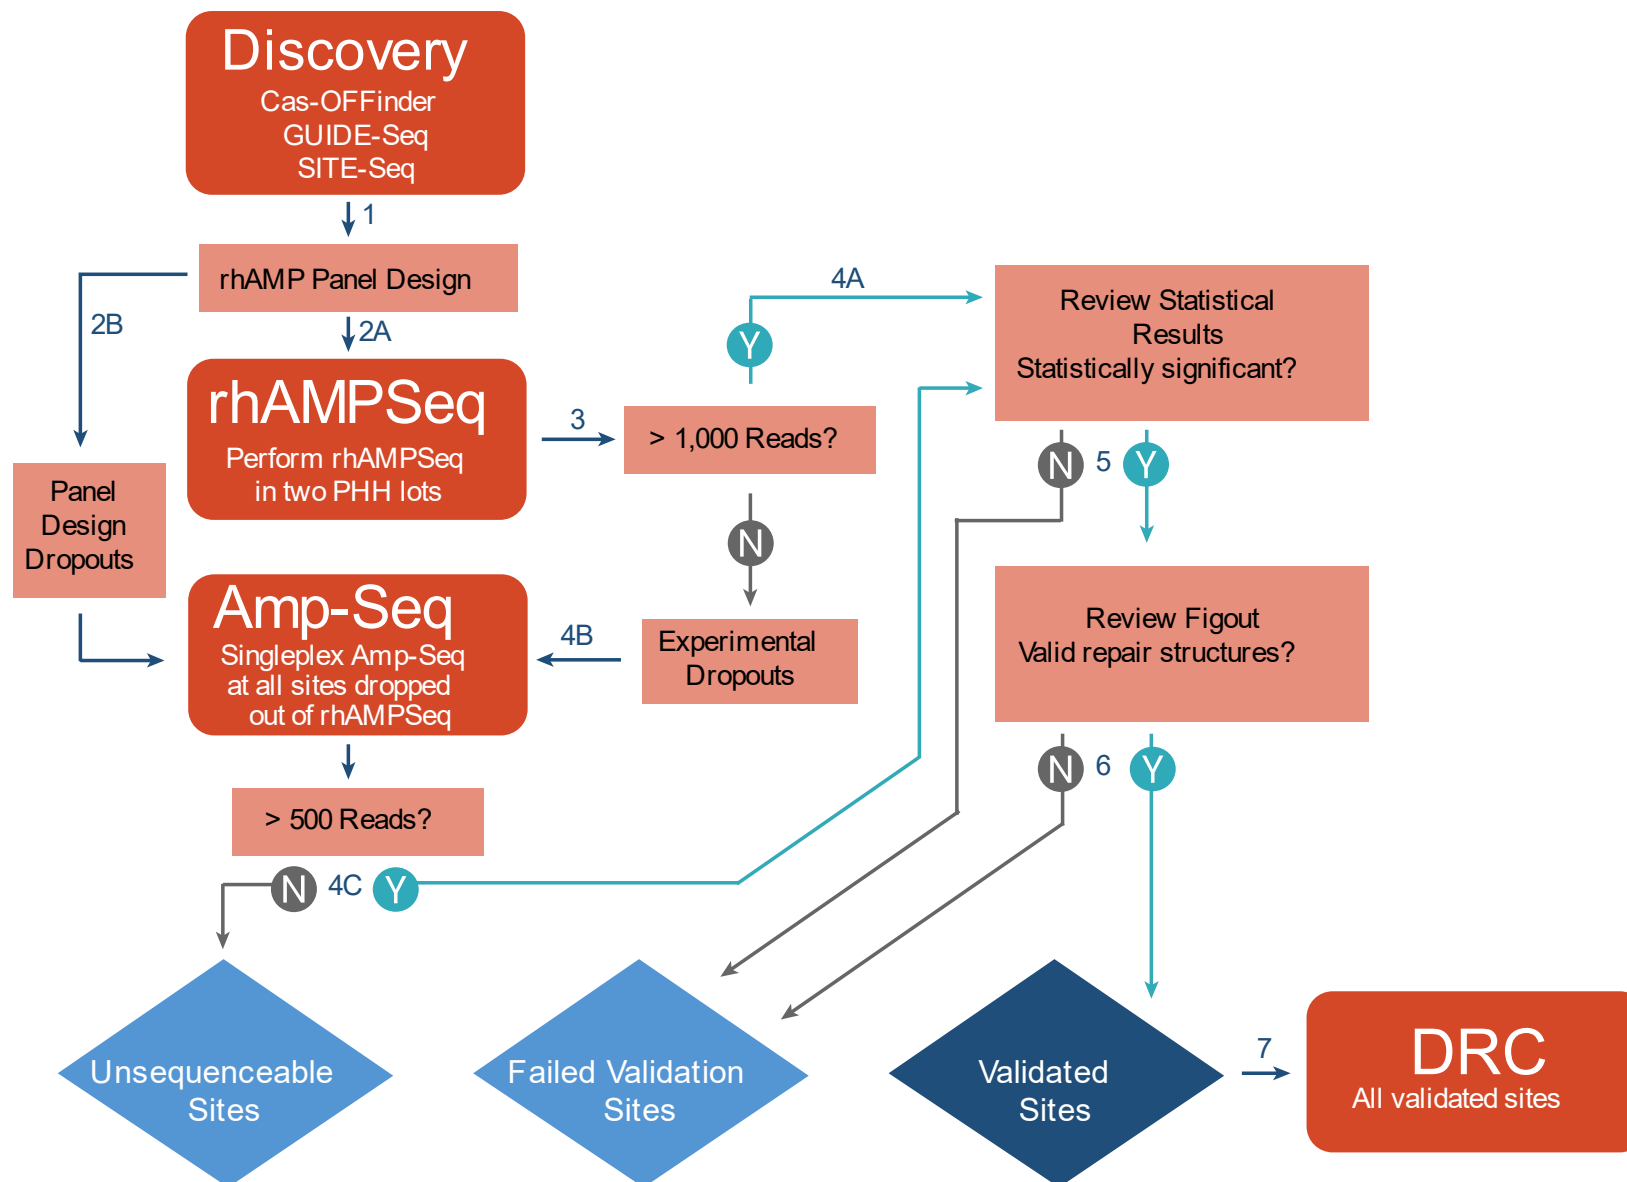 Discovery
Cas-OFFinder
GUIDE-Seq
SITE-Seq
1
rhAMP Panel Design
2B
2A
rhAMPSeq
Perform rhAMPSeq
in two PHH lots
3
> 1,000 Reads?
Y
4A
N
Panel
Design
Dropouts
Experimental
Dropouts
4B
Amp-Seq
Singleplex Amp-Seq
at all sites dropped
out of rhAMPSeq
> 500 Reads?
N 4C Y
Review Statistical
Results
Statistically significant?
N 5 Y
Review Figout
Valid repair structures?
N 6 Y
Unsequenceable
Sites
Failed Validation
Sites
Validated
Sites
7
DRC
All validated sites